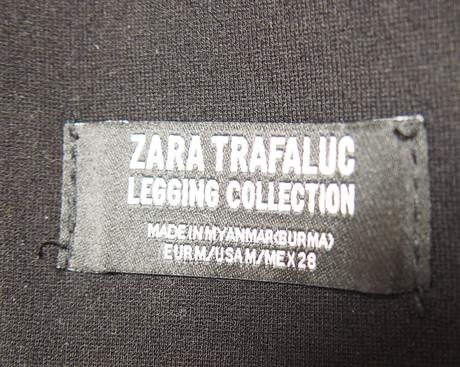 ZARA TRAFALUC
LEGGING COLLECTION
MADE IN MYANMAR(BURMA)
EUR M/USA M/MEX 28